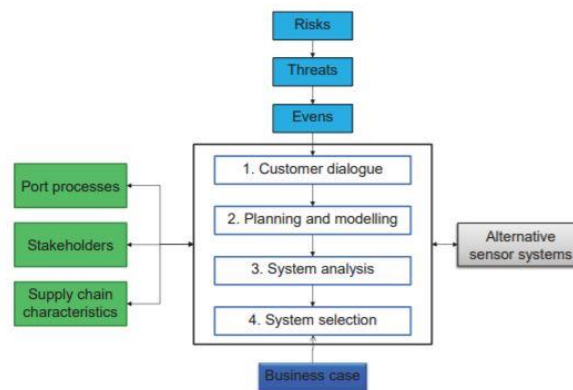 Risks
Threats
Evens
1. Customer dialogue
2. Planning and modelling
3. System analysis
4. System selection
Port processes
Stakeholders
Supply chain
characteristics
Alternative
sensor systems
Business case